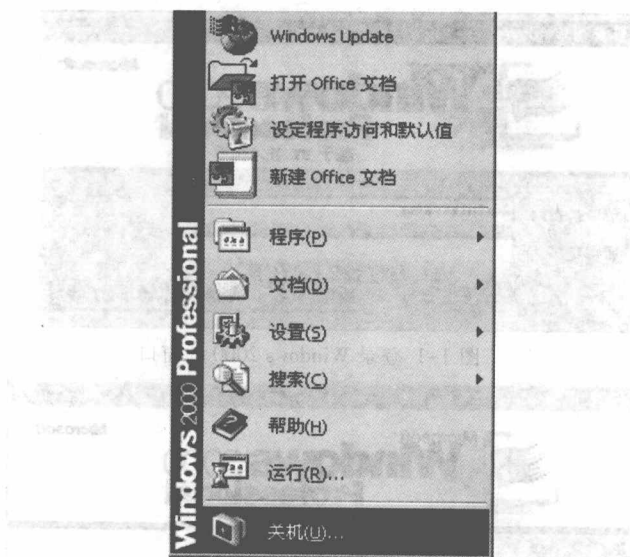 Windows Update
打开 Office 文档
设定程序访问和默认值
新建 Office 文档
程序(P)
文档(D)
设置(S)
搜索(C)
帮助(H)
运行(R)...
关机(U)...
Windows 2000 Professional